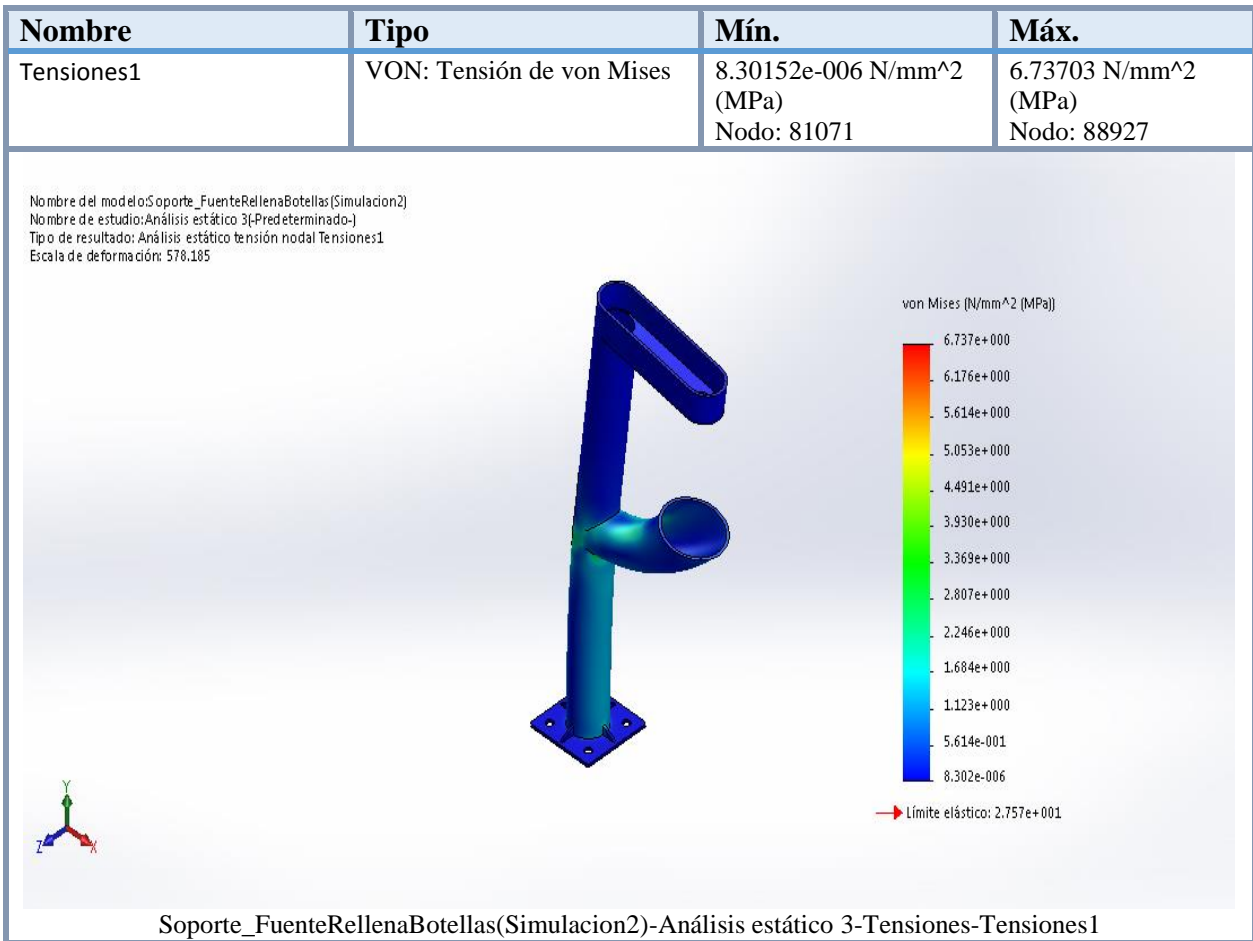 Nombre Tipo Mín. Máx.
Tensiones1 VON: Tensión de von Mises 8.30152e-006 N/mm^2 6.73703 N/mm^2
(MPa) (MPa)
Nodo: 81071 Nodo: 88927
Nombre del modelo:Soporte_FuenteRellenaBotellas(Simulacion2)
Nombre de estudio:Análisis estático 3(-Predeterminado-)
Tipo de resultado: Análisis estático tensión nodal Tensiones1
Escala de deformación: 578.185
von Mises (N/mm^2 (MPa))
6.737e+000
6.176e+000
5.614e+000
5.053e+000
4.491e+000
3.930e+000
3.369e+000
2.807e+000
2.246e+000
1.684e+000
1.123e+000
5.614e-001
8.302e-006
Límite elástico: 2.757e+001
Y
Z X
Soporte_FuenteRellenaBotellas(Simulacion2)-Análisis estático 3-Tensiones-Tensiones1